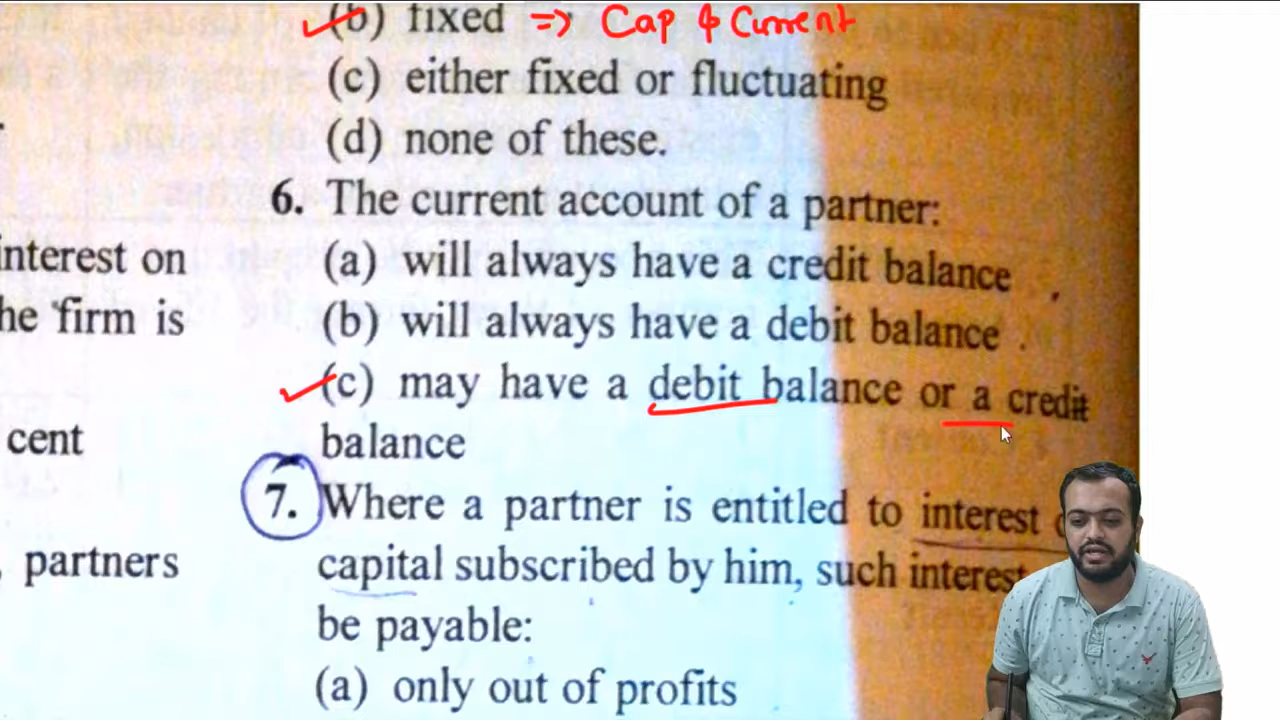 (b) fixed => Cap & Current
(c) either fixed or fluctuating
(d) none of these.
6. The current account of a partner:
(a) will always have a credit balance
(b) will always have a debit balance.
(c) may have a debit balance or a credit
balance
7. Where a partner is entitled to interest
capital subscribed by him, such interest
be payable:
(a) only out of profits
interest on
he firm is
cent
, partners